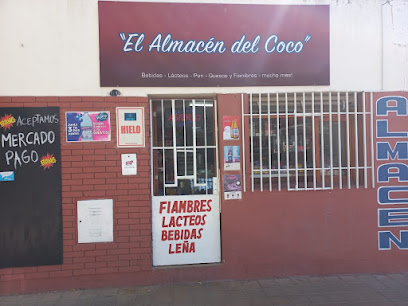 "El Almacén del Coco"
Bebidas - Lácteos - Pan - Quesos y Fiambres - mucho más!
ACEPTAMOS
MERCADO
PAGO
HIELO
FIAMBRES
LACTEOS
BEBIDAS
LEÑA
ALMACEN